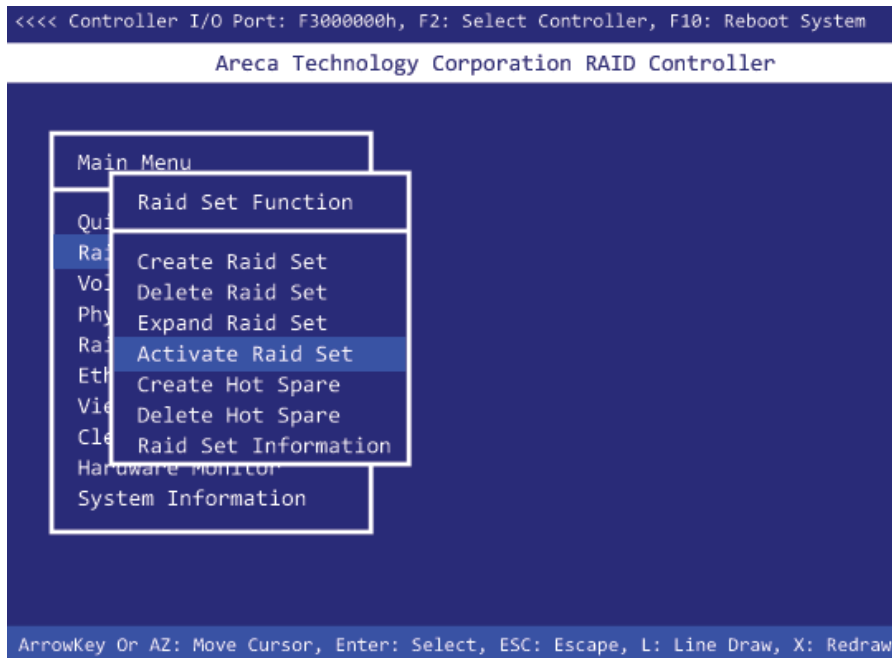 <<<< Controller I/O Port: F3000000h, F2: Select Controller, F10: Reboot System
Areca Technology Corporation RAID Controller
Main Menu
Raid Set Function
Create Raid Set
Delete Raid Set
Expand Raid Set
Activate Raid Set
Create Hot Spare
Delete Hot Spare
Raid Set Information
Hardware Monitor
System Information
ArrowKey Or AZ: Move Cursor, Enter: Select, ESC: Escape, L: Line Draw, X: Redraw